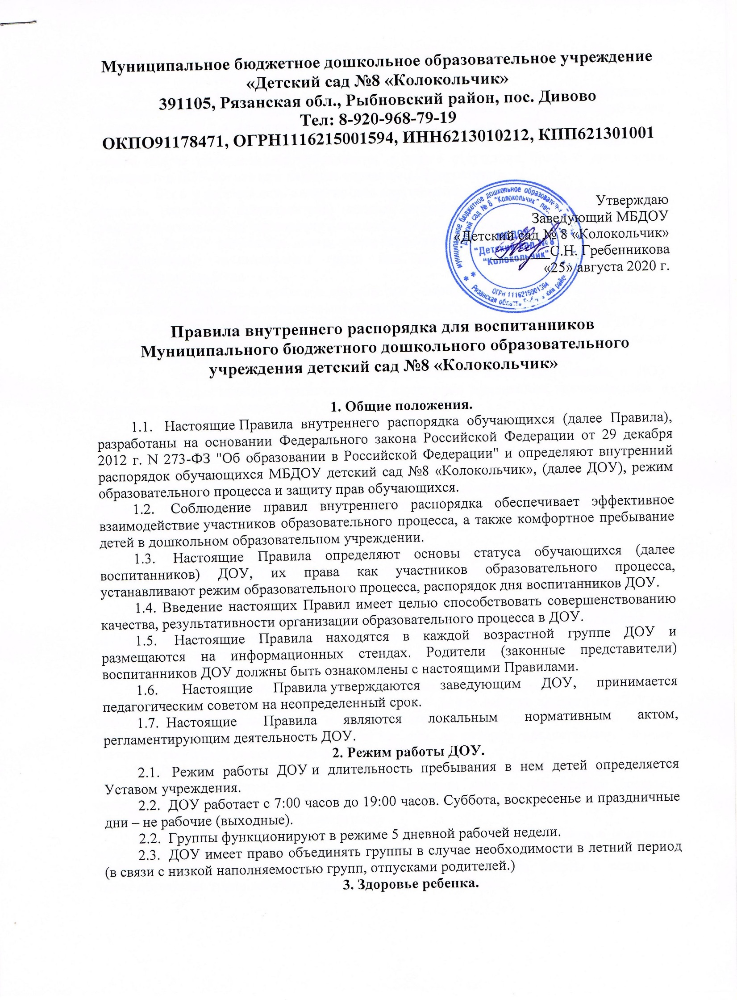 Муниципальное бюджетное дошкольное образовательное учреждение
«Детский сад №8 «Колокольчик»
391105, Рязанская обл., Рыбновский район, пос. Дивово
Тел: 8-920-968-79-19
ОКПО91178471, ОГРН1116215001594, ИНН6213010212, КПП621301001
Утверждаю
Заведующий МБДОУ
«Детский сад № 8 «Колокольчик»
__________С.Н. Гребенникова
«25» августа 2020 г.
муниципальное бюджетное дошкольное
"Детский сад № 8 "Колокольчик" пос.
МБДОУ
"Детский сад № 8
"Колокольчик"
ОГРН 1116215001594
Рязанская область
Правила внутреннего распорядка для воспитанников
Муниципального бюджетного дошкольного образовательного
учреждения детский сад №8 «Колокольчик»
1. Общие положения.
1.1. Настоящие Правила внутреннего распорядка обучающихся (далее Правила),
разработаны на основании Федерального закона Российской Федерации от 29 декабря
2012 г. N 273-ФЗ "Об образовании в Российской Федерации" и определяют внутренний
распорядок обучающихся МБДОУ детский сад №8 «Колокольчик», (далее ДОУ), режим
образовательного процесса и защиту прав обучающихся.
1.2. Соблюдение правил внутреннего распорядка обеспечивает эффективное
взаимодействие участников образовательного процесса, а также комфортное пребывание
детей в дошкольном образовательном учреждении.
1.3. Настоящие Правила определяют основы статуса обучающихся (далее
воспитанников) ДОУ, их права как участников образовательного процесса,
устанавливают режим образовательного процесса, распорядок дня воспитанников ДОУ.
1.4. Введение настоящих Правил имеет целью способствовать совершенствованию
качества, результативности организации образовательного процесса в ДОУ.
1.5. Настоящие Правила находятся в каждой возрастной группе ДОУ и
размещаются на информационных стендах. Родители (законные представители)
воспитанников ДОУ должны быть ознакомлены с настоящими Правилами.
1.6. Настоящие Правила утверждаются заведующим ДОУ, принимается
педагогическим советом на неопределенный срок.
1.7. Настоящие Правила являются локальным нормативным актом,
регламентирующим деятельность ДОУ.
2. Режим работы ДОУ.
2.1. Режим работы ДОУ и длительность пребывания в нем детей определяется
Уставом учреждения.
2.2. ДОУ работает с 7:00 часов до 19:00 часов. Суббота, воскресенье и праздничные
дни – не рабочие (выходные).
2.2. Группы функционируют в режиме 5 дневной рабочей недели.
2.3. ДОУ имеет право объединять группы в случае необходимости в летний период
(в связи с низкой наполняемостью групп, отпусками родителей.)
3. Здоровье ребенка.